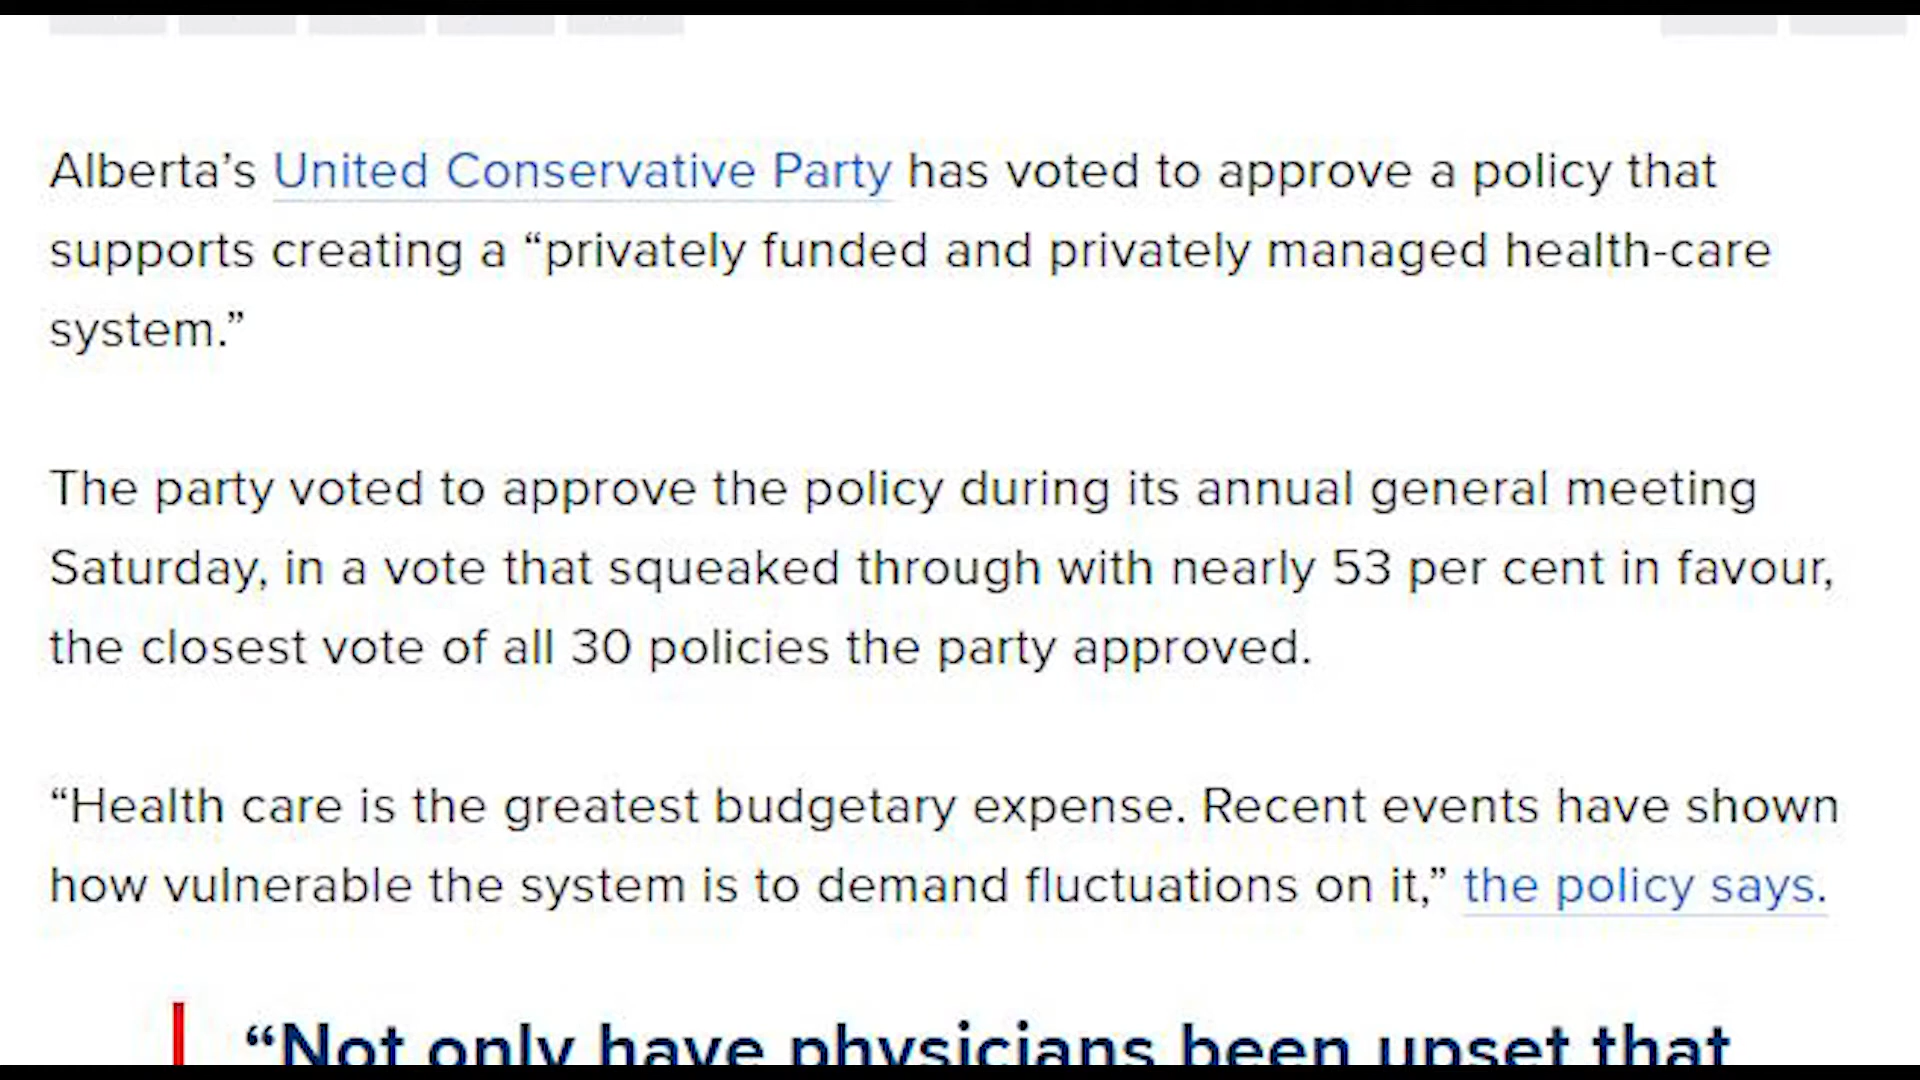 Alberta’s United Conservative Party has voted to approve a policy that
supports creating a “privately funded and privately managed health-care
system.”
The party voted to approve the policy during its annual general meeting
Saturday, in a vote that squeaked through with nearly 53 per cent in favour,
the closest vote of all 30 policies the party approved.
“Health care is the greatest budgetary expense. Recent events have shown
how vulnerable the system is to demand fluctuations on it,” the policy says.
“Not only have physicians been upset that